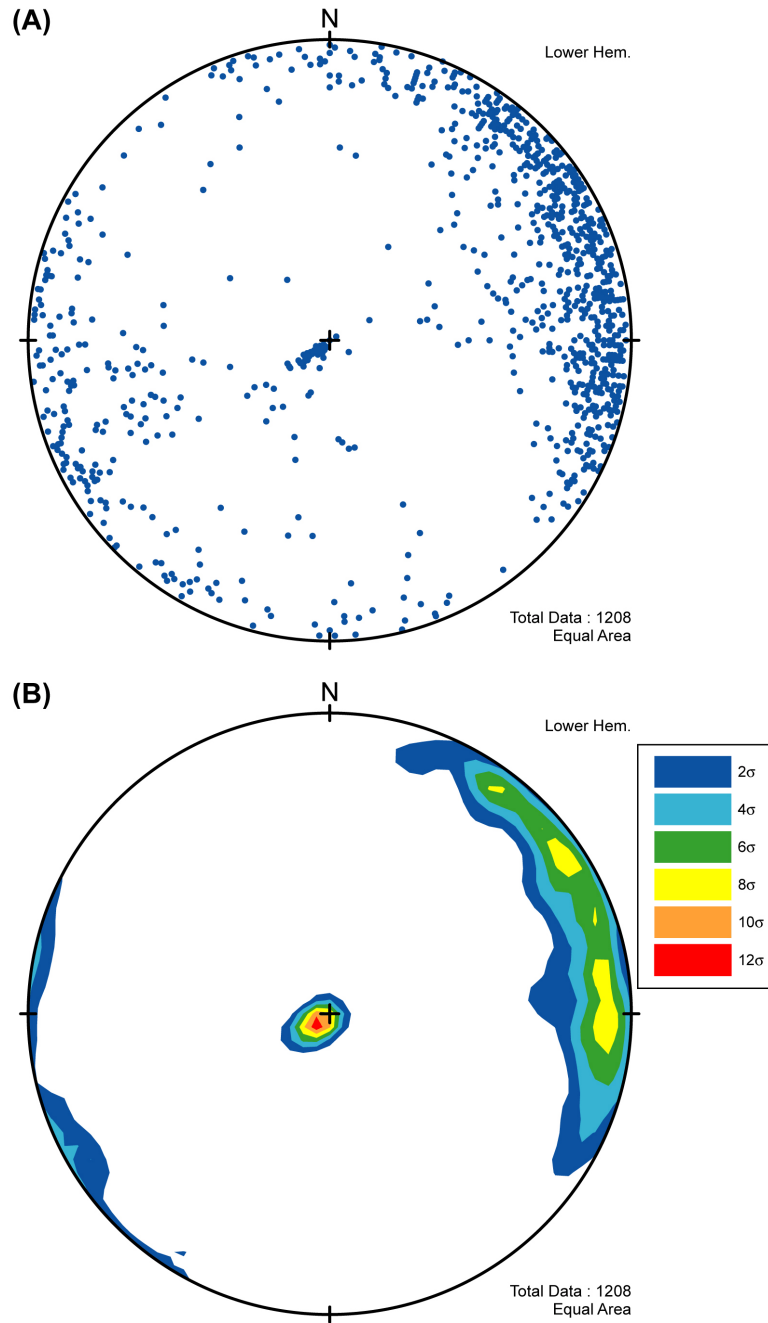 (A)
N
Lower Hem.
Total Data : 1208
Equal Area
(B)
N
Lower Hem.
2σ
4σ
6σ
8σ
10σ
12σ
Total Data : 1208
Equal Area